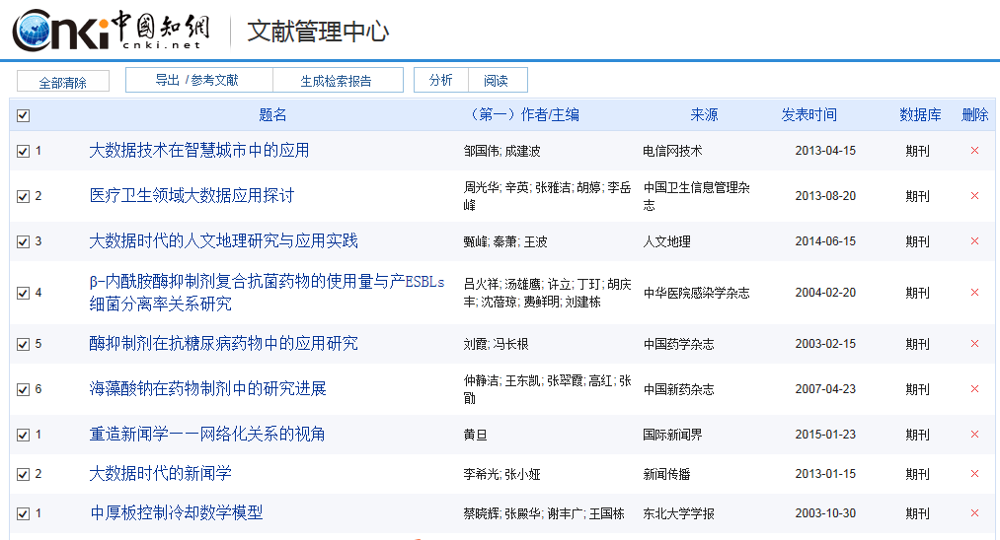 Cnki中國知網 文献管理中心
cnki.net
全部清除 导出 /参考文献 生成检索报告 分析 阅读
题名 （第一）作者/主编 来源 发表时间 数据库 删除
1 大数据技术在智慧城市中的应用 邹国伟; 成建波 电信网技术 2013-04-15 期刊 ×
2 医疗卫生领域大数据应用探讨 周光华; 辛英; 张雅洁; 胡婷; 李岳 中国卫生信息管理杂 2013-08-20 期刊 ×
峰 志
3 大数据时代的人文地理研究与应用实践 甄峰; 秦萧; 王波 人文地理 2014-06-15 期刊 ×
4 β-内酰胺酶抑制剂复合抗菌药物的使用量与产ESBLs 吕火祥; 汤雄鹰; 许立; 丁玎; 胡庆 中华医院感染学杂志 2004-02-20 期刊 ×
细菌分离率关系研究 丰; 沈蓓琼; 费鲜明; 刘建栋
5 酶抑制剂在抗糖尿病药物中的应用研究 刘霞; 冯长根 中国药学杂志 2003-02-15 期刊 ×
6 海藻酸钠在药物制剂中的研究进展 仲静洁; 王东凯; 张翠霞; 高红; 张 中国新药杂志 2007-04-23 期刊 ×
勖
1 重造新闻学——网络化关系的视角 黄旦 国际新闻界 2015-01-23 期刊 ×
2 大数据时代的新闻学 李希光; 张小娅 新闻传播 2013-01-15 期刊 ×
1 中厚板控制冷却数学模型 蔡晓辉; 张殿华; 谢丰广; 王国栋 东北大学学报 2003-10-30 期刊 ×